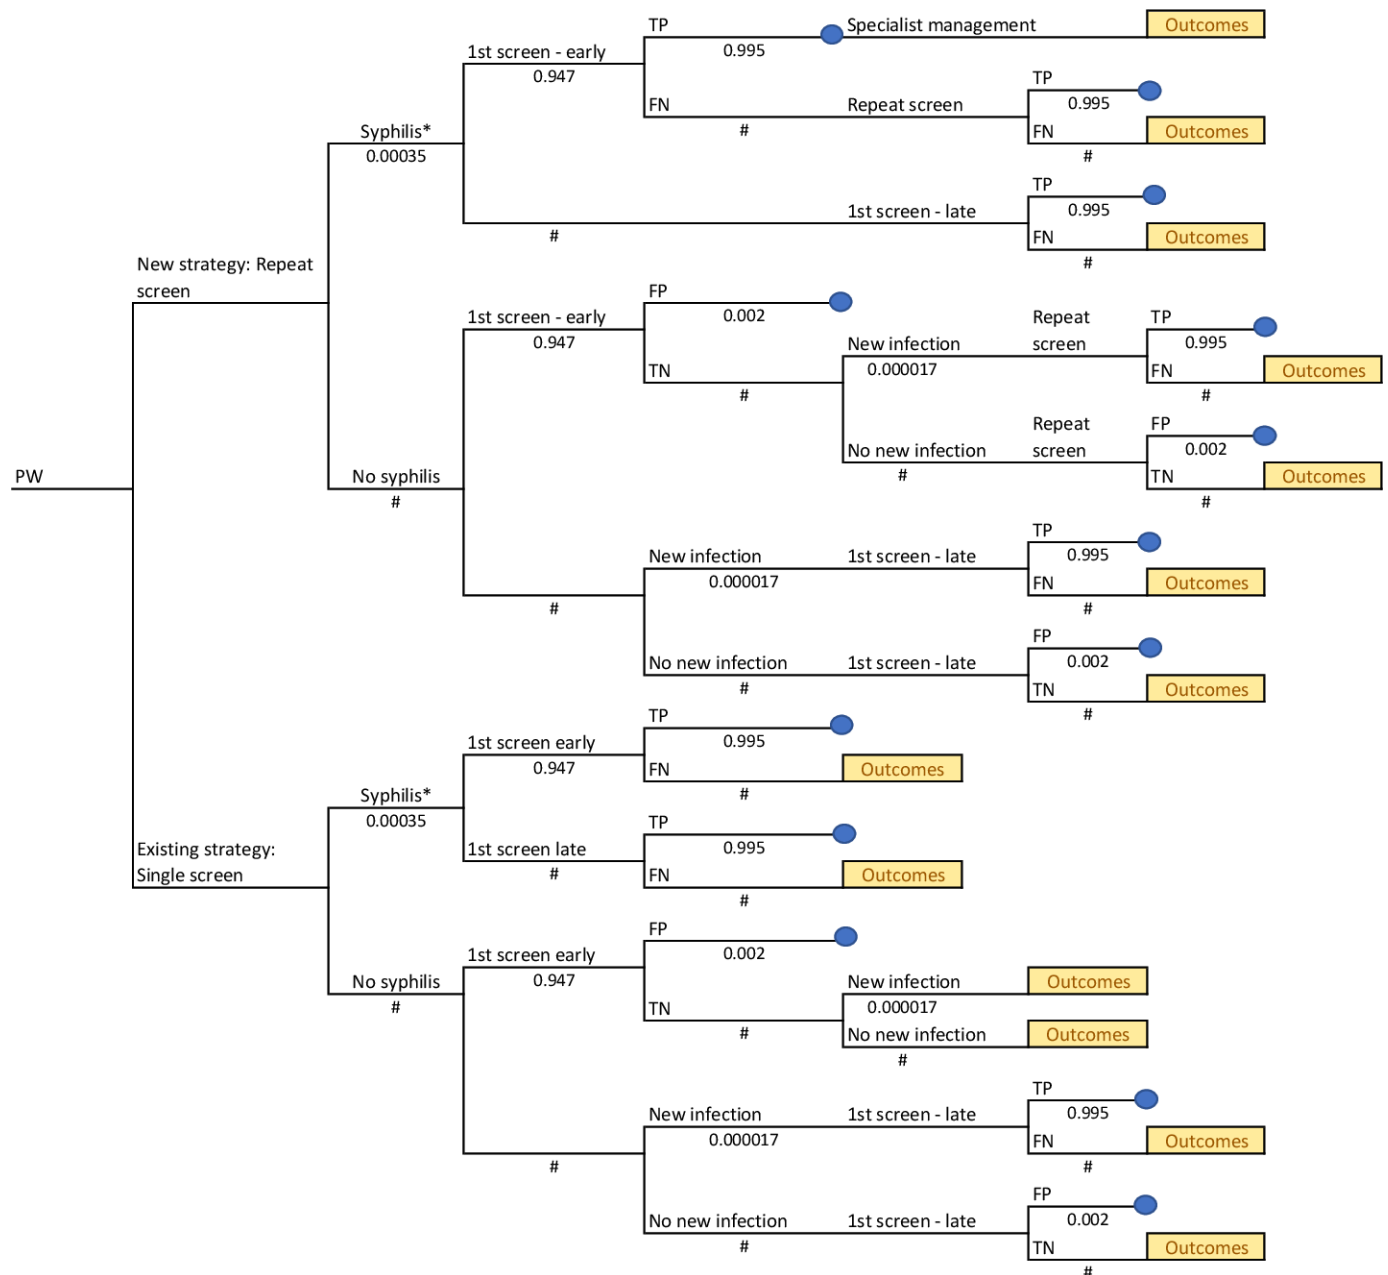 TP
Specialist management
Outcomes
1st screen - early
0.995
0.947
TP
FN
Repeat screen
0.995
#
FN
Outcomes
Syphilis*
#
0.00035
TP
1st screen - late
0.995
#
FN
Outcomes
#
New strategy: Repeat
screen
FP
1st screen - early
0.002
Repeat
TP
0.947
New infection
screen
0.995
TN
0.000017
FN
Outcomes
#
#
Repeat
FP
No new infection
screen
0.002
PW
No syphilis
#
TN
Outcomes
#
#
TP
New infection
1st screen - late
0.995
0.000017
FN
Outcomes
#
#
FP
No new infection
1st screen - late
0.002
#
TN
Outcomes
#
TP
1st screen early
0.995
0.947
FN
Outcomes
#
Syphilis*
0.00035
TP
Existing strategy:
1st screen late
0.995
Single screen
#
FN
Outcomes
#
FP
1st screen early
0.002
No syphilis
0.947
New infection
Outcomes
#
TN
0.000017
#
No new infection
Outcomes
#
TP
New infection
1st screen - late
0.995
0.000017
FN
Outcomes
#
#
FP
No new infection
1st screen - late
0.002
#
TN
Outcomes
#